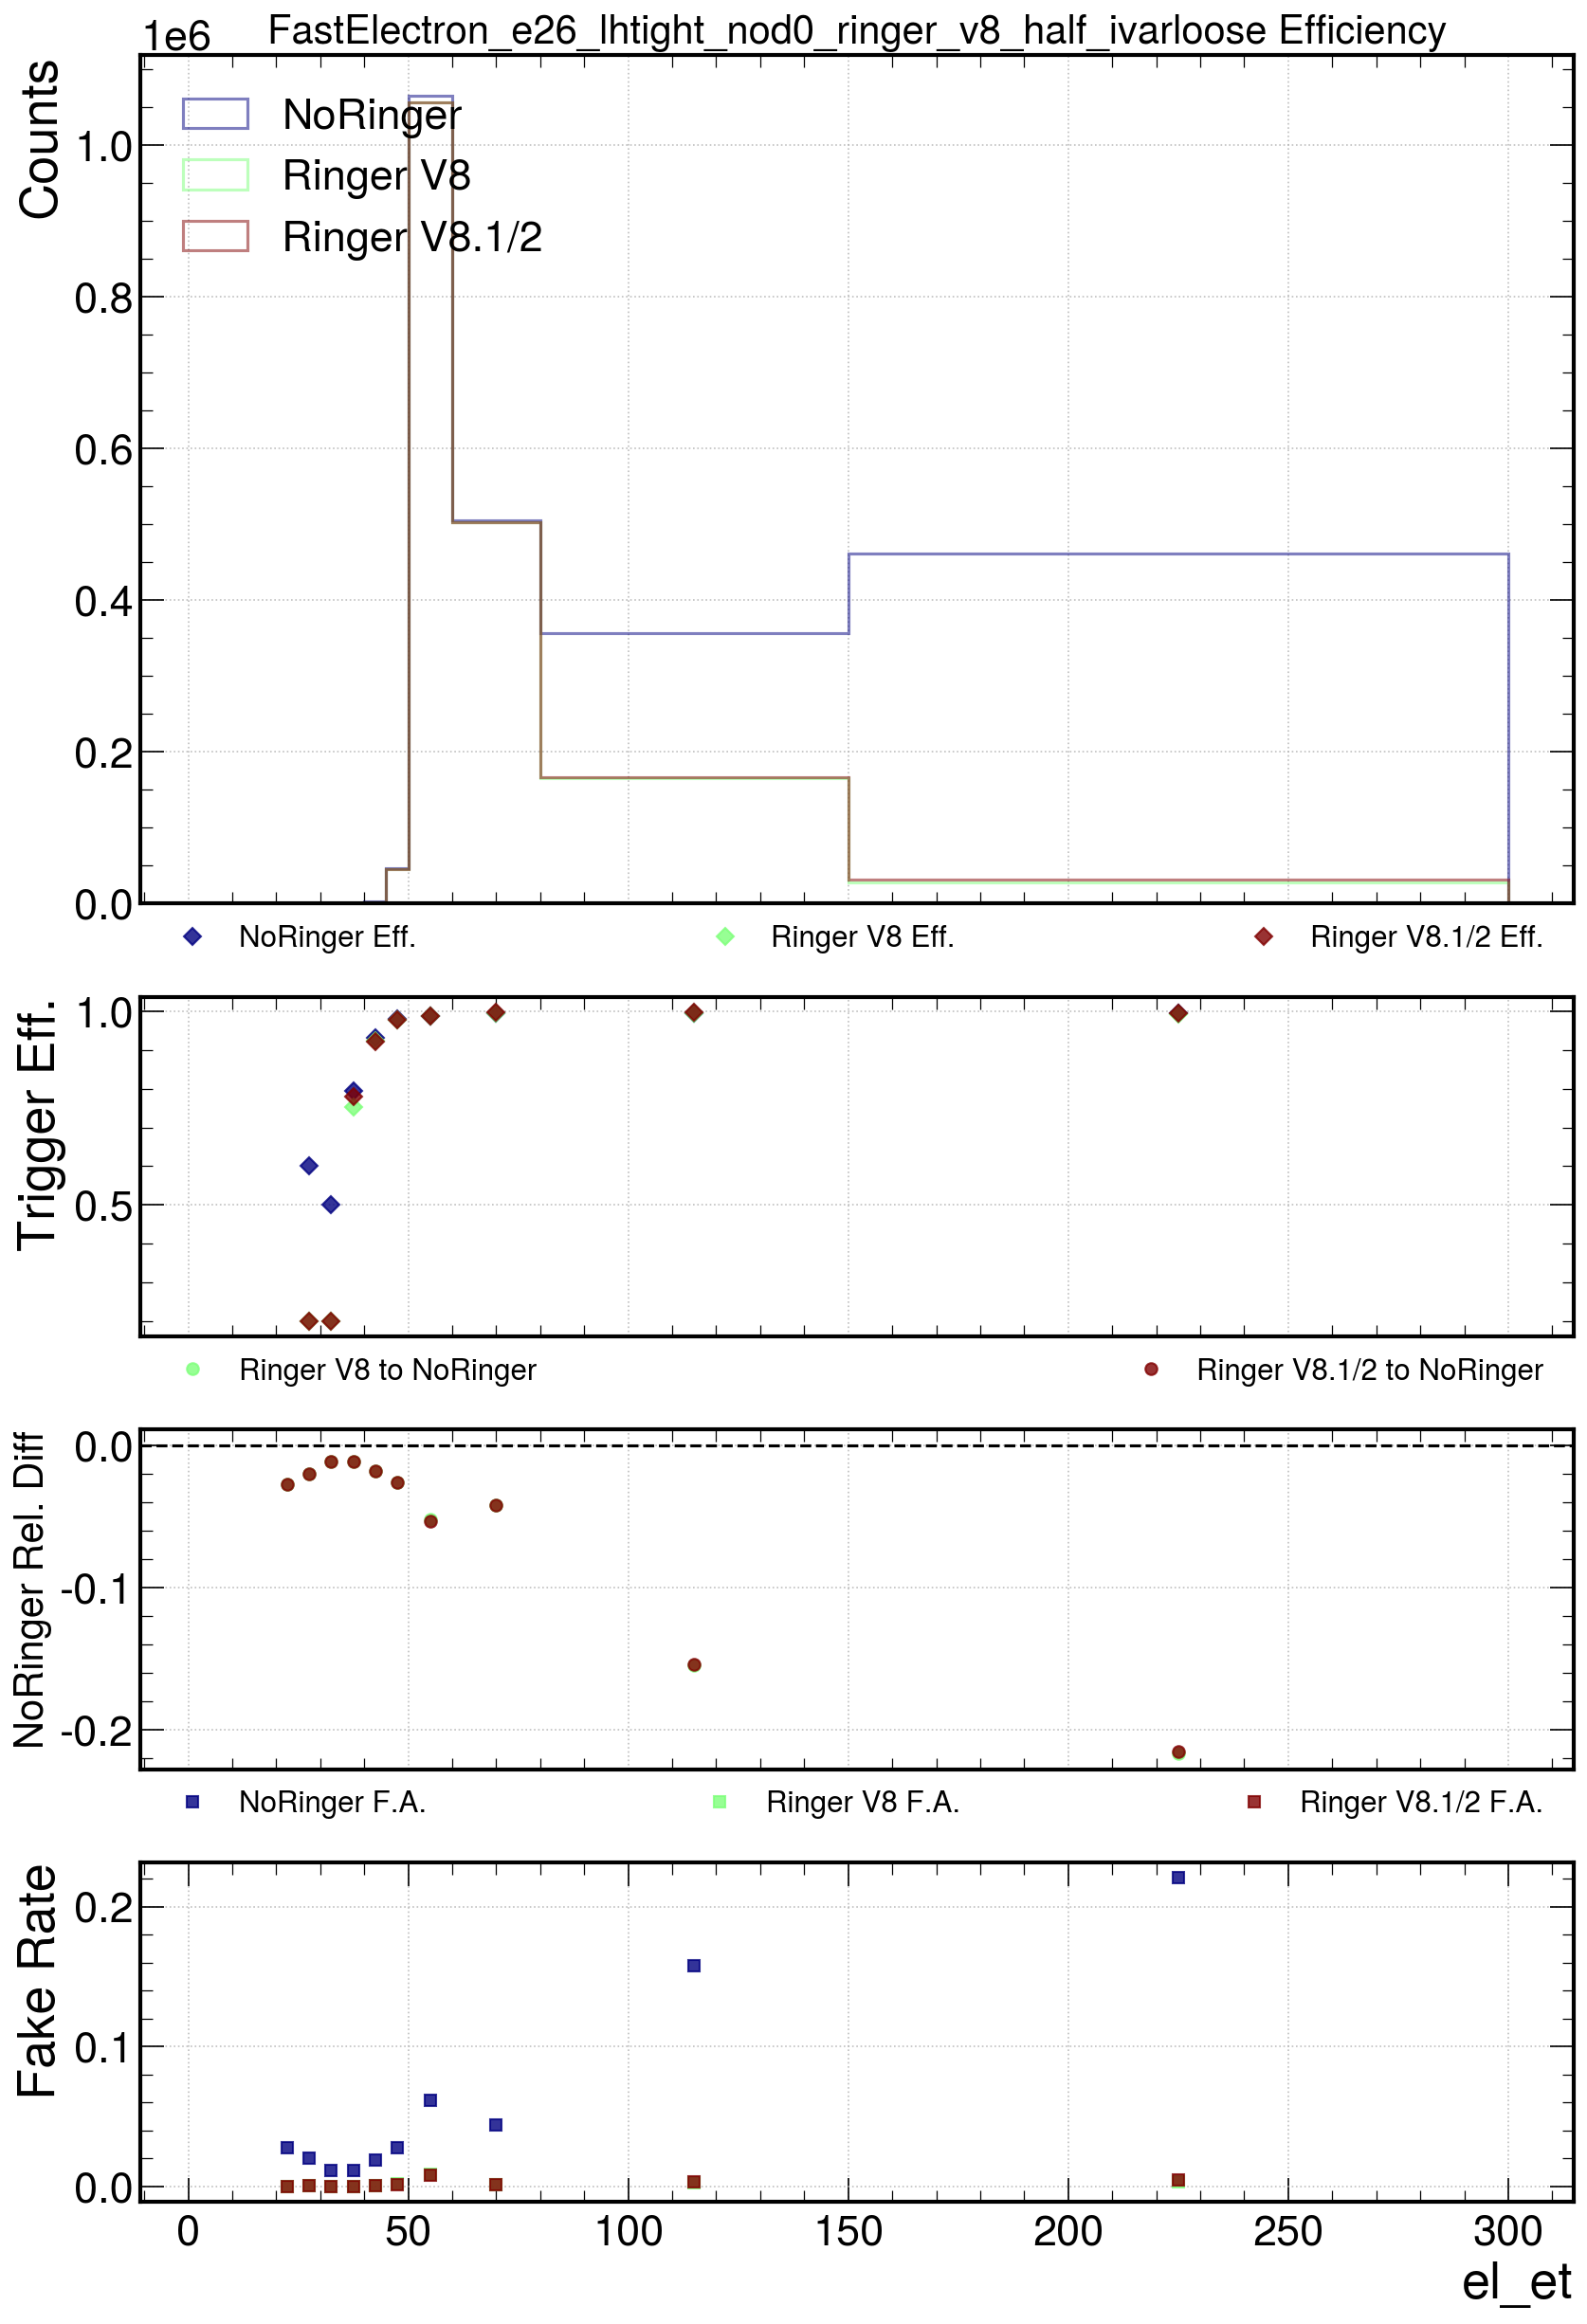 1e6 FastElectron_e26_lhtight_nod0_ringer_v8_half_ivarloose Efficiency
Counts
NoRinger
Ringer V8
Ringer V8.1/2
1.0
0.8
0.6
0.4
0.2
0.0
NoRinger Eff. Ringer V8 Eff. Ringer V8.1/2 Eff.
Trigger Eff.
1.0
0.5
Ringer V8 to NoRinger Ringer V8.1/2 to NoRinger
NoRinger Rel. Diff
0.0
-0.1
-0.2
NoRinger F.A. Ringer V8 F.A. Ringer V8.1/2 F.A.
Fake Rate
0.2
0.1
0.0
0 50 100 150 200 250 300
el_et